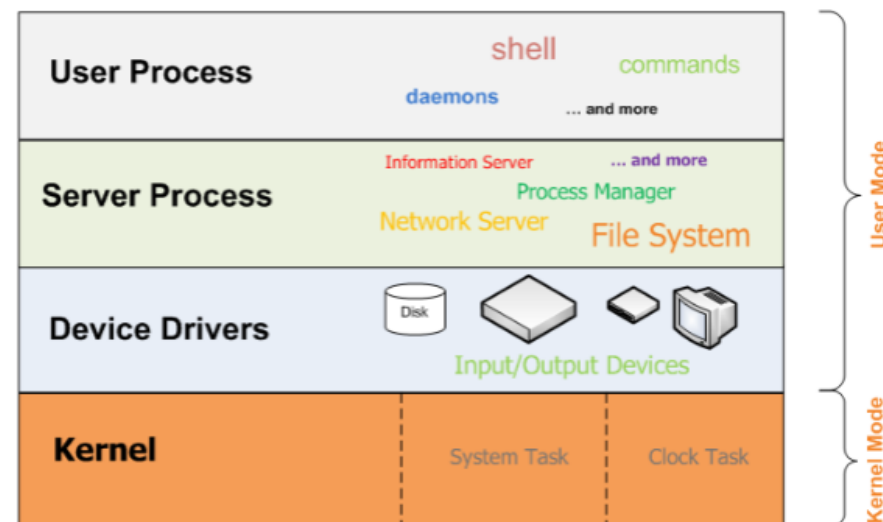 User Process
shell
commands
daemons
... and more
Server Process
Information Server
... and more
Process Manager
Network Server
File System
Device Drivers
Disk
Input/Output Devices
Kernel
System Task
Clock Task
User Mode
Kernel Mode